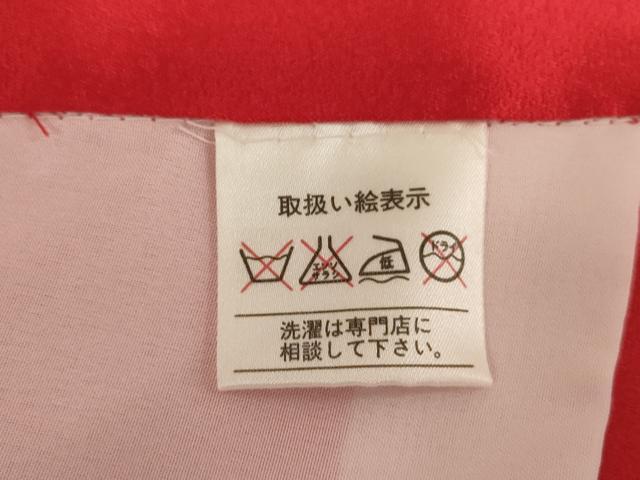 取扱い絵表示
エンソ
サラシ
低
ドライ
洗濯は専門店に
相談して下さい。